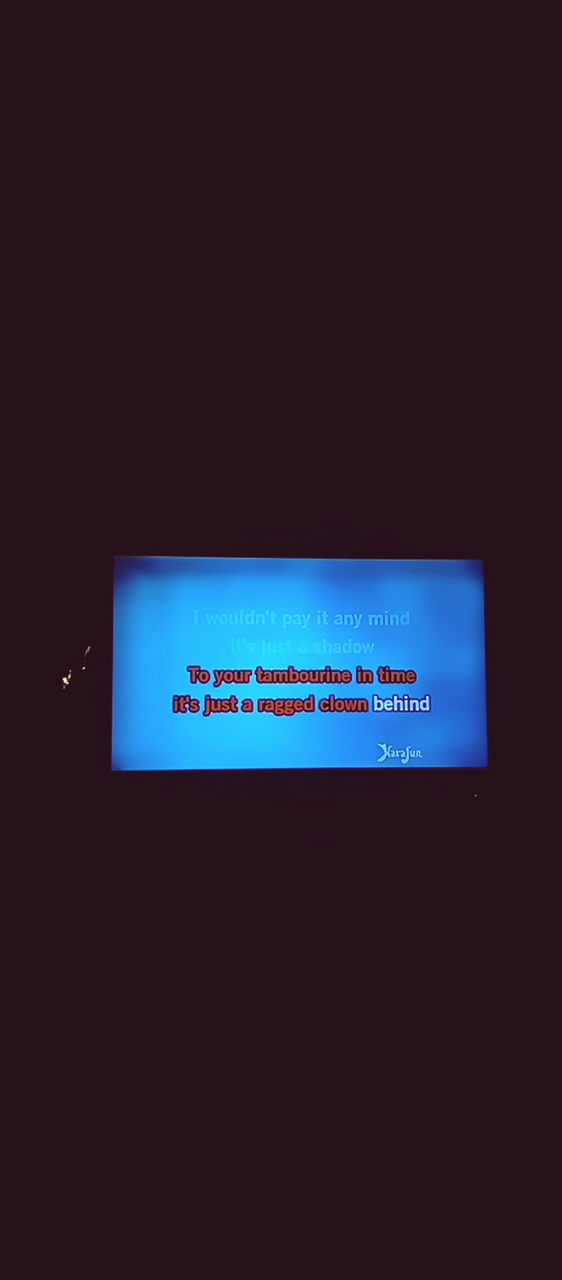 I wouldn't pay it any mind
it's just a shadow
To your tambourine in time
it's just a ragged clown behind
KaraFun